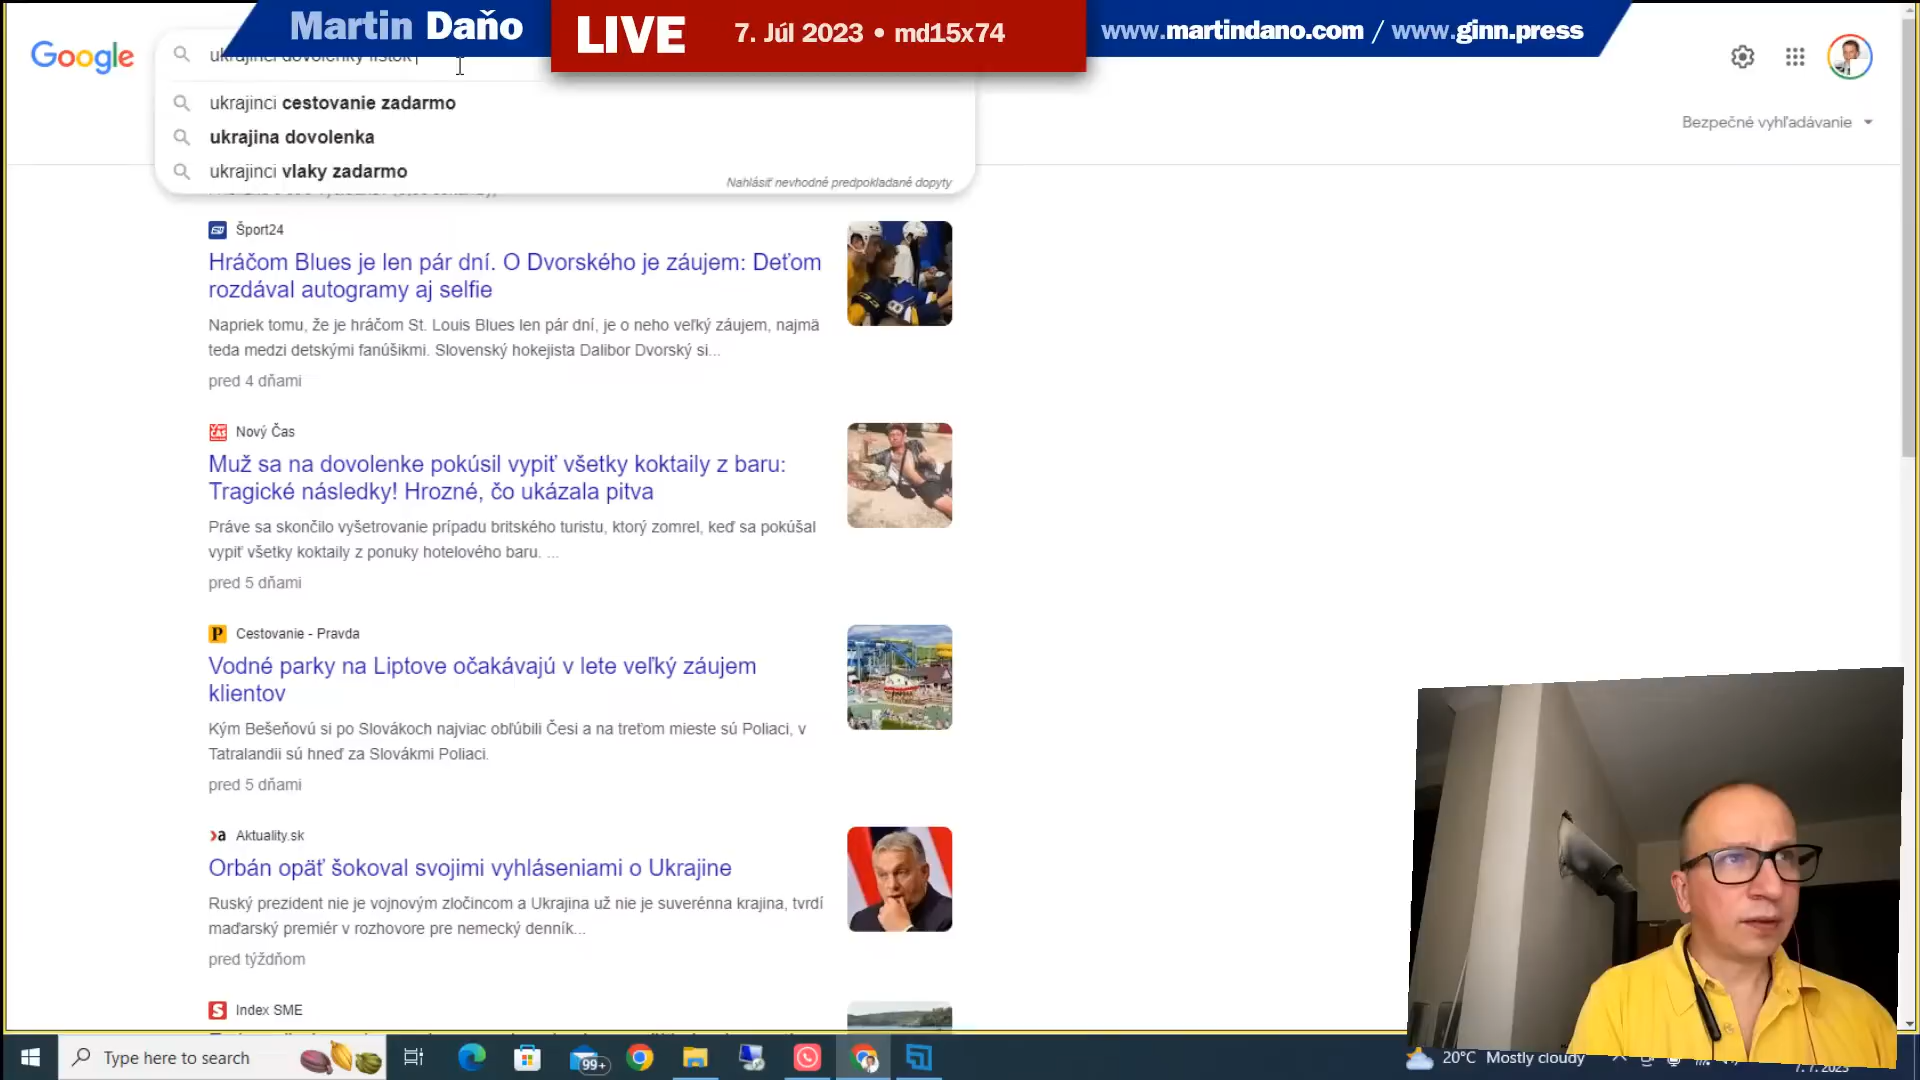 Martin Daňo
LIVE
7. Júl 2023 • md15x74
www.martindano.com / www.ginn.press
Google
ukrajinci dovolenky lístok
ukrajinci cestovanie zadarmo
ukrajina dovolenka
ukrajinci vlaky zadarmo
Nahlásiť nevhodné predpokladané dopyty
Bezpečné vyhľadávanie
Šport24
Hráčom Blues je len pár dní. O Dvorského je záujem: Deťom
rozdával autogramy aj selfie
Napriek tomu, že je hráčom St. Louis Blues len pár dní, je o neho veľký záujem, najmä
teda medzi detskými fanúšikmi. Slovenský hokejista Dalibor Dvorský si...
pred 4 dňami
Nový Čas
Muž sa na dovolenke pokúsil vypiť všetky koktaily z baru:
Tragické následky! Hrozné, čo ukázala pitva
Práve sa skončilo vyšetrovanie prípadu britského turistu, ktorý zomrel, keď sa pokúšal
vypiť všetky koktaily z ponuky hotelového baru. ...
pred 5 dňami
Cestovanie - Pravda
Vodné parky na Liptove očakávajú v lete veľký záujem
klientov
Kým Bešeňovú si po Slovákoch najviac obľúbili Česi a na treťom mieste sú Poliaci, v
Tatralandii sú hneď za Slovákmi Poliaci.
pred 5 dňami
Aktuality.sk
Orbán opäť šokoval svojimi vyhláseniami o Ukrajine
Ruský prezident nie je vojnovým zločincom a Ukrajina už nie je suverénna krajina, tvrdí
maďarský premiér v rozhovore pre nemecký denník...
pred týždňom
Index SME
Type here to search
99+
20°C Mostly cloudy
7. 7. 2023